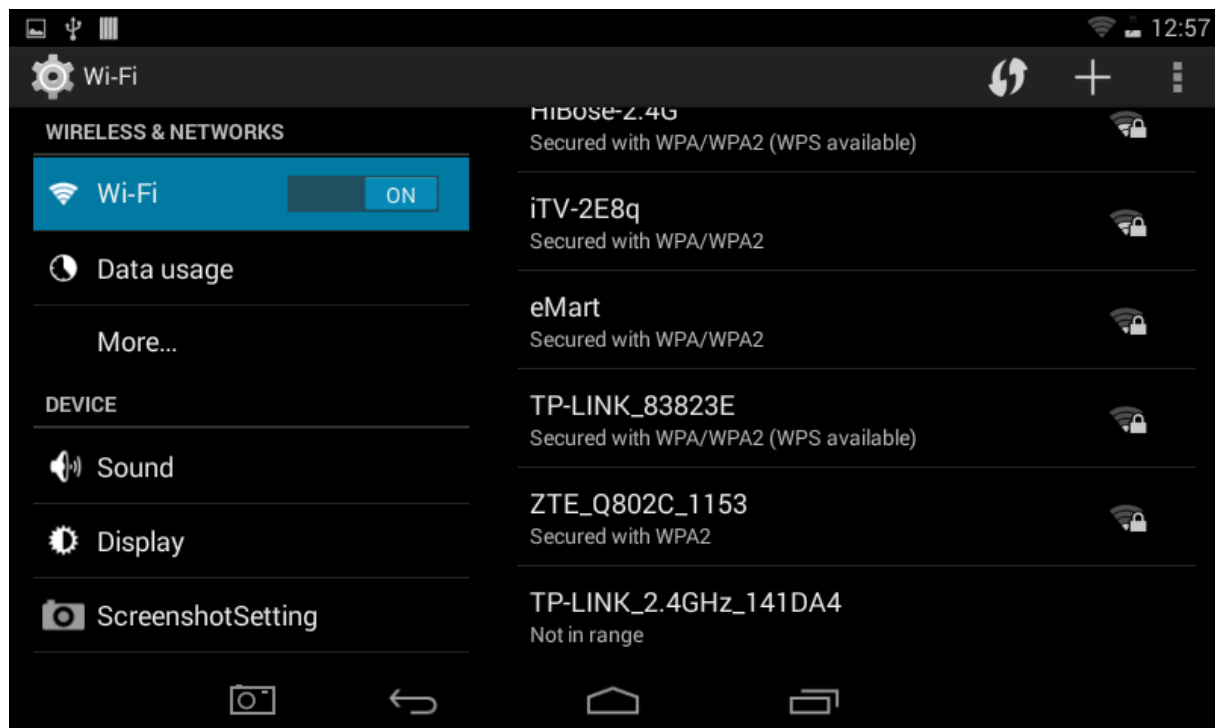 12:57
Wi-Fi
WIRELESS & NETWORKS
Wi-Fi
ON
Data usage
More...
DEVICE
Sound
Display
ScreenshotSetting
HiBose-2.4G
Secured with WPA/WPA2 (WPS available)
iTV-2E8q
Secured with WPA/WPA2
eMart
Secured with WPA/WPA2
TP-LINK_83823E
Secured with WPA/WPA2 (WPS available)
ZTE_Q802C_1153
Secured with WPA2
TP-LINK_2.4GHz_141DA4
Not in range